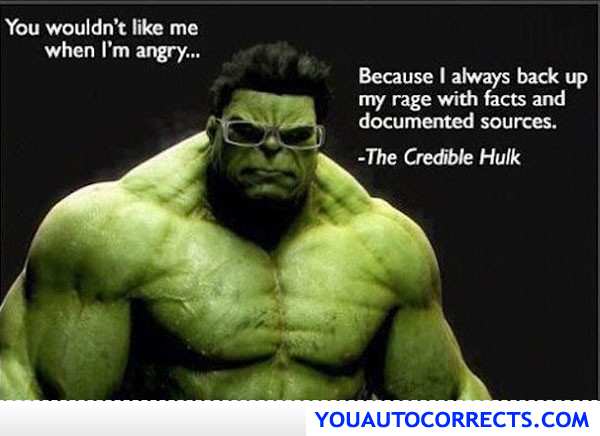 You wouldn't like me
when I'm angry...
Because I always back up
my rage with facts and
documented sources.
-The Credible Hulk
YOUAUTOCORRECTS.COM